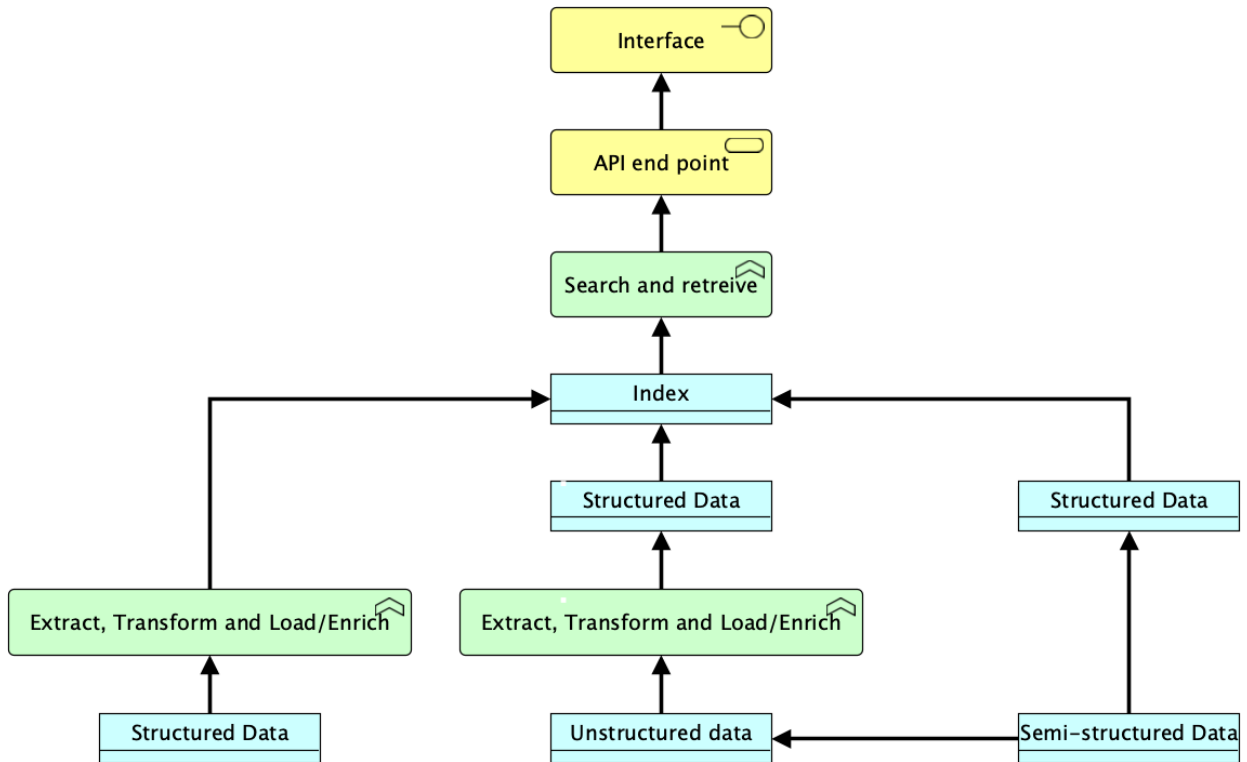 Interface
API end point
Search and retreive
Index
Structured Data
Structured Data
Extract, Transform and Load/Enrich
Extract, Transform and Load/Enrich
Structured Data
Unstructured data
Semi-structured Data